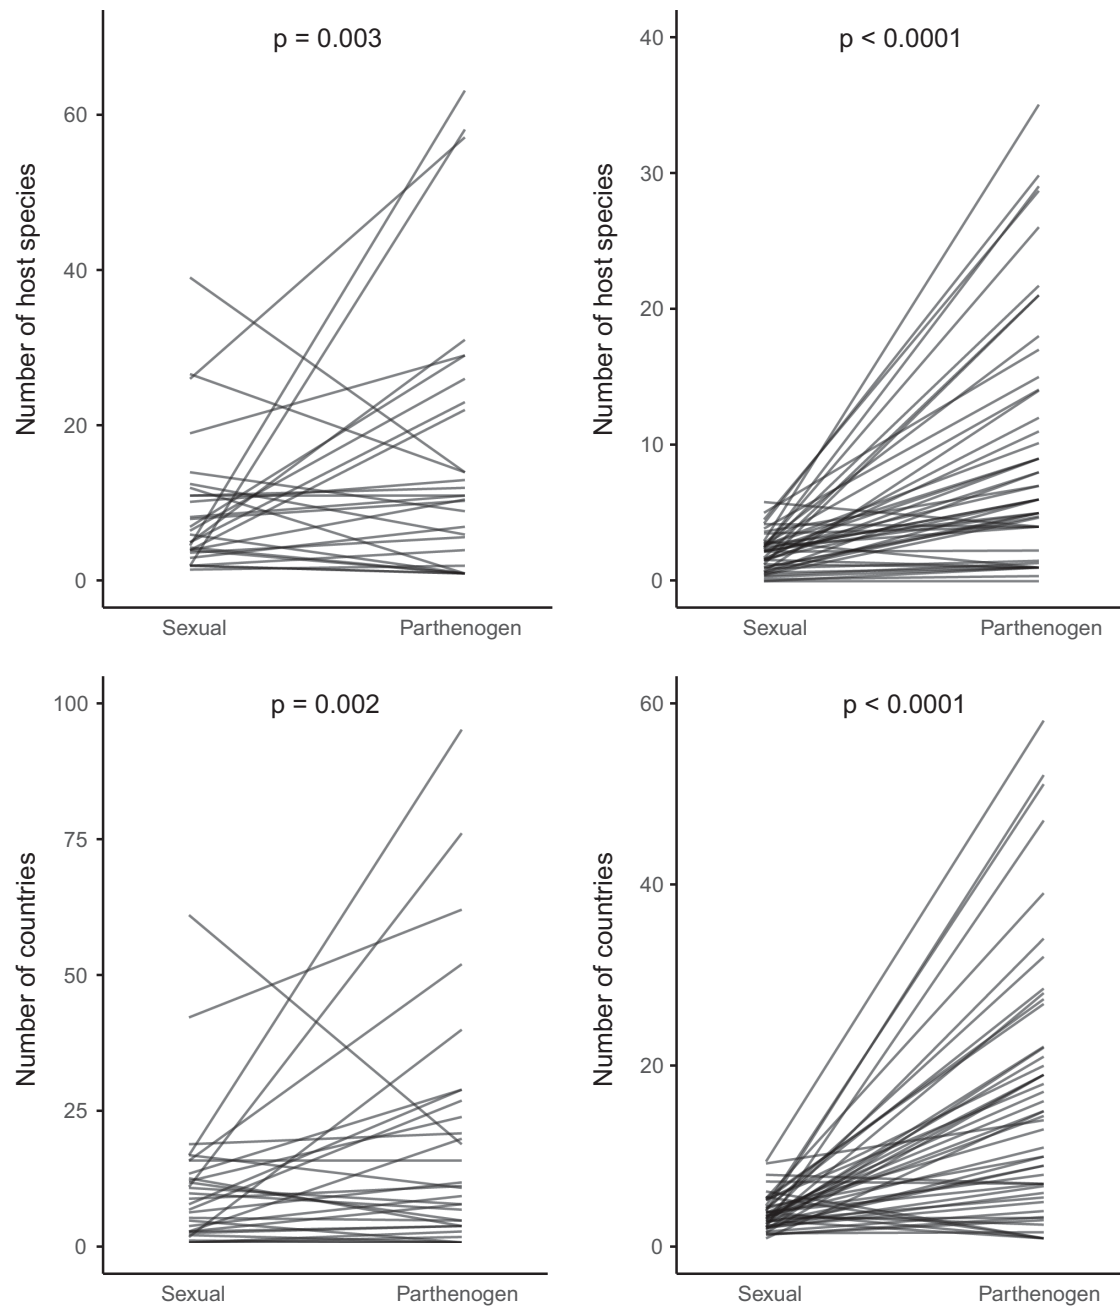 p = 0.003
60
40
20
0
Number of host species
Sexual
Parthenogen
p < 0.0001
40
30
20
10
0
Number of host species
Sexual
Parthenogen
p = 0.002
100
75
50
25
0
Number of countries
Sexual
Parthenogen
p < 0.0001
60
40
20
0
Number of countries
Sexual
Parthenogen